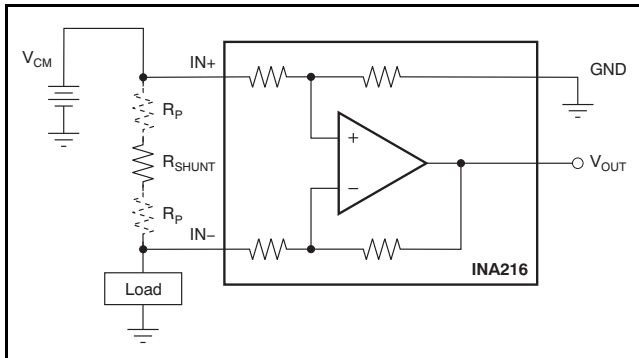 V_CM
IN+
GND
R_P
+
R_SHUNT
V_OUT
−
R_P
IN−
INA216
Load